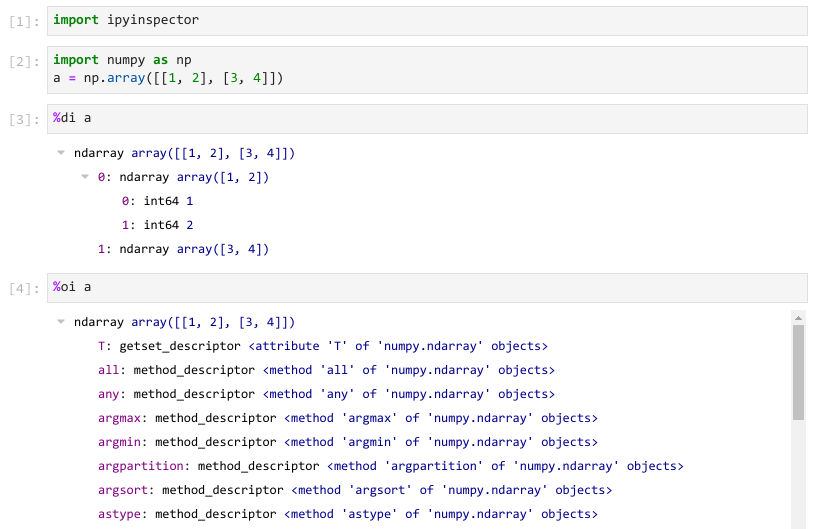 [1]: import ipyinspector
[2]: import numpy as np
a = np.array([[1, 2], [3, 4]])
[3]: %di a
ndarray array([[1, 2], [3, 4]])
0: ndarray array([1, 2])
0: int64 1
1: int64 2
1: ndarray array([3, 4])
[4]: %oi a
ndarray array([[1, 2], [3, 4]])
T: getset_descriptor <attribute 'T' of 'numpy.ndarray' objects>
all: method_descriptor <method 'all' of 'numpy.ndarray' objects>
any: method_descriptor <method 'any' of 'numpy.ndarray' objects>
argmax: method_descriptor <method 'argmax' of 'numpy.ndarray' objects>
argmin: method_descriptor <method 'argmin' of 'numpy.ndarray' objects>
argpartition: method_descriptor <method 'argpartition' of 'numpy.ndarray' objects>
argsort: method_descriptor <method 'argsort' of 'numpy.ndarray' objects>
astype: method_descriptor <method 'astype' of 'numpy.ndarray' objects>